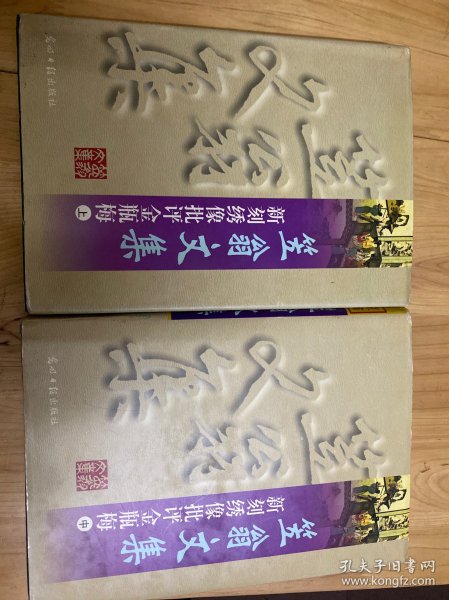 笠翁文集
笠翁文集
新刻绣像批评金瓶梅
上
光明日报出版社
笠翁文集
笠翁文集
新刻绣像批评金瓶梅
中
光明日报出版社
孔夫子旧书网
www.kongfz.com